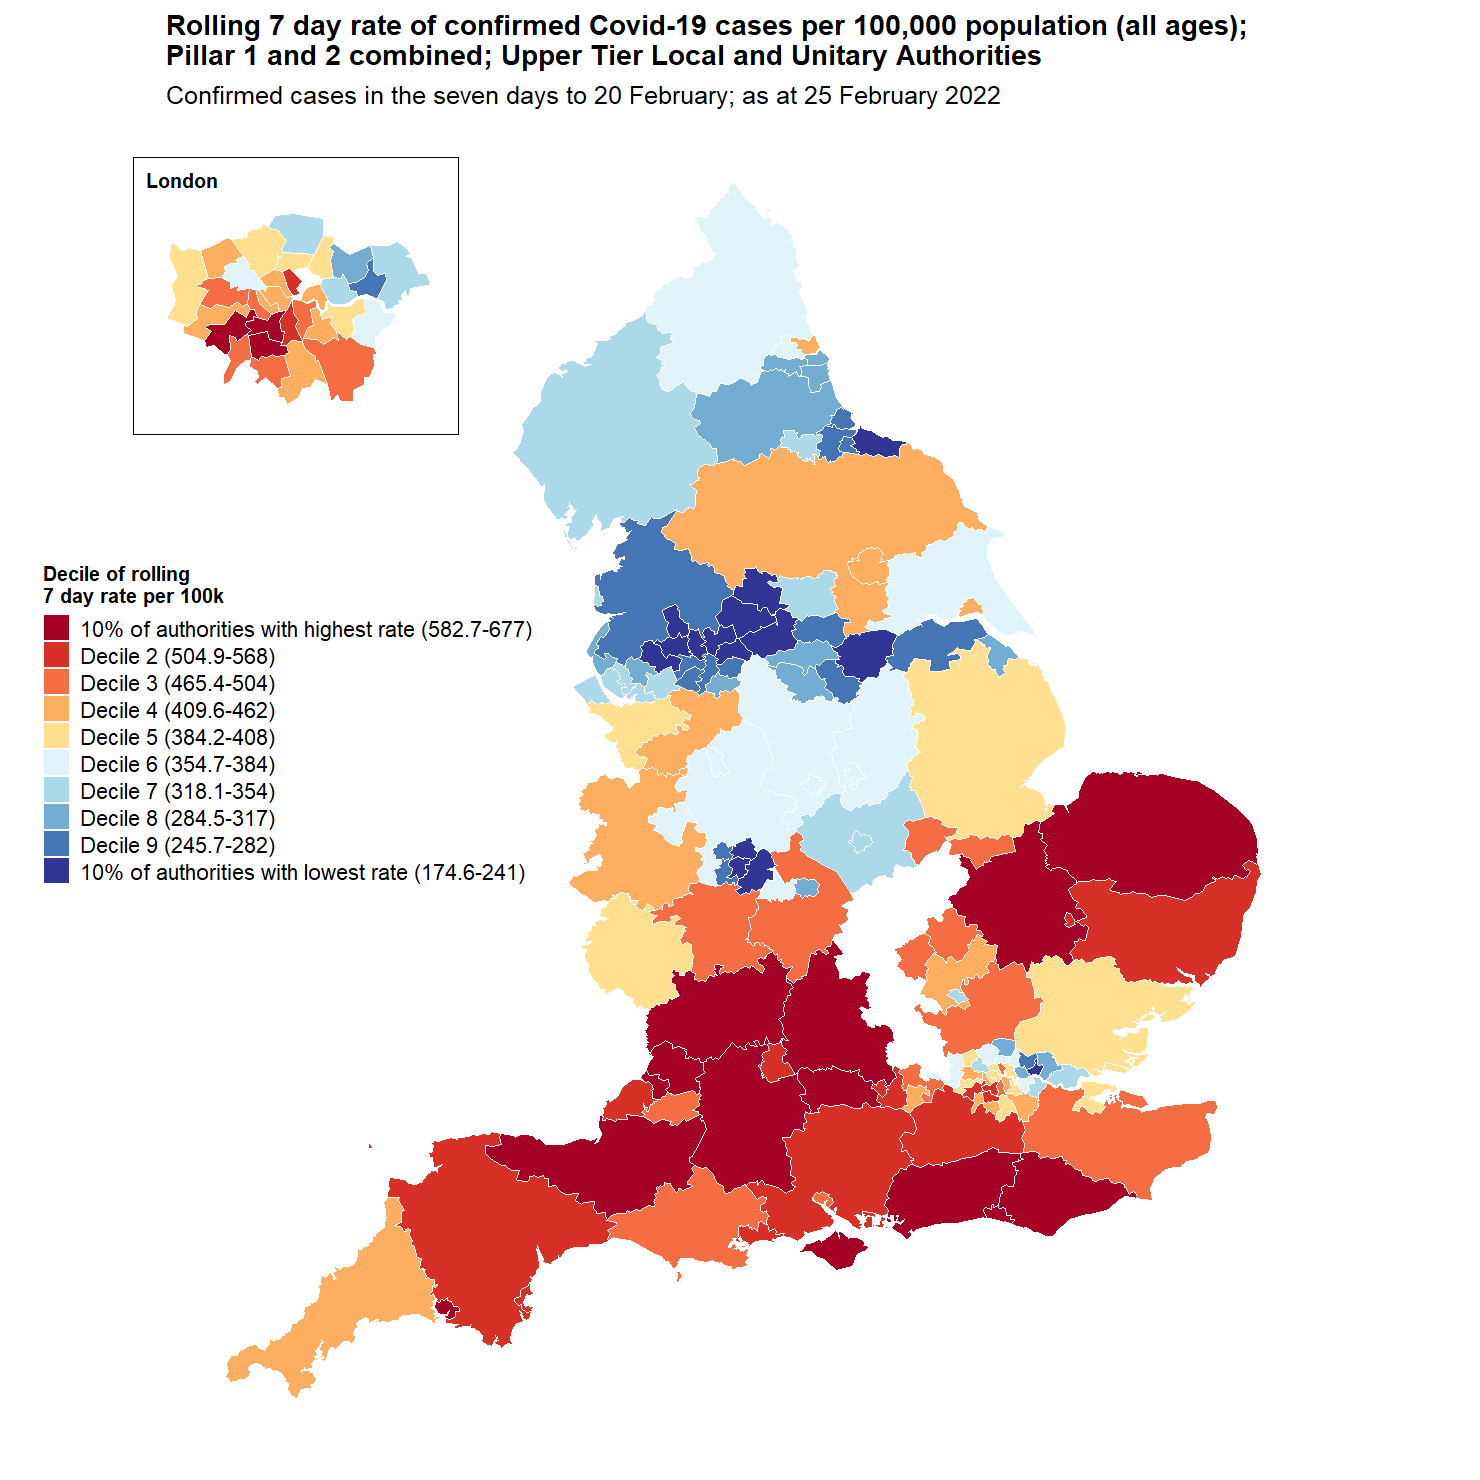 Rolling 7 day rate of confirmed Covid-19 cases per 100,000 population (all ages);
Pillar 1 and 2 combined; Upper Tier Local and Unitary Authorities
Confirmed cases in the seven days to 20 February; as at 25 February 2022
London
Decile of rolling
7 day rate per 100k
10% of authorities with highest rate (582.7-677)
Decile 2 (504.9-568)
Decile 3 (465.4-504)
Decile 4 (409.6-462)
Decile 5 (384.2-408)
Decile 6 (354.7-384)
Decile 7 (318.1-354)
Decile 8 (284.5-317)
Decile 9 (245.7-282)
10% of authorities with lowest rate (174.6-241)